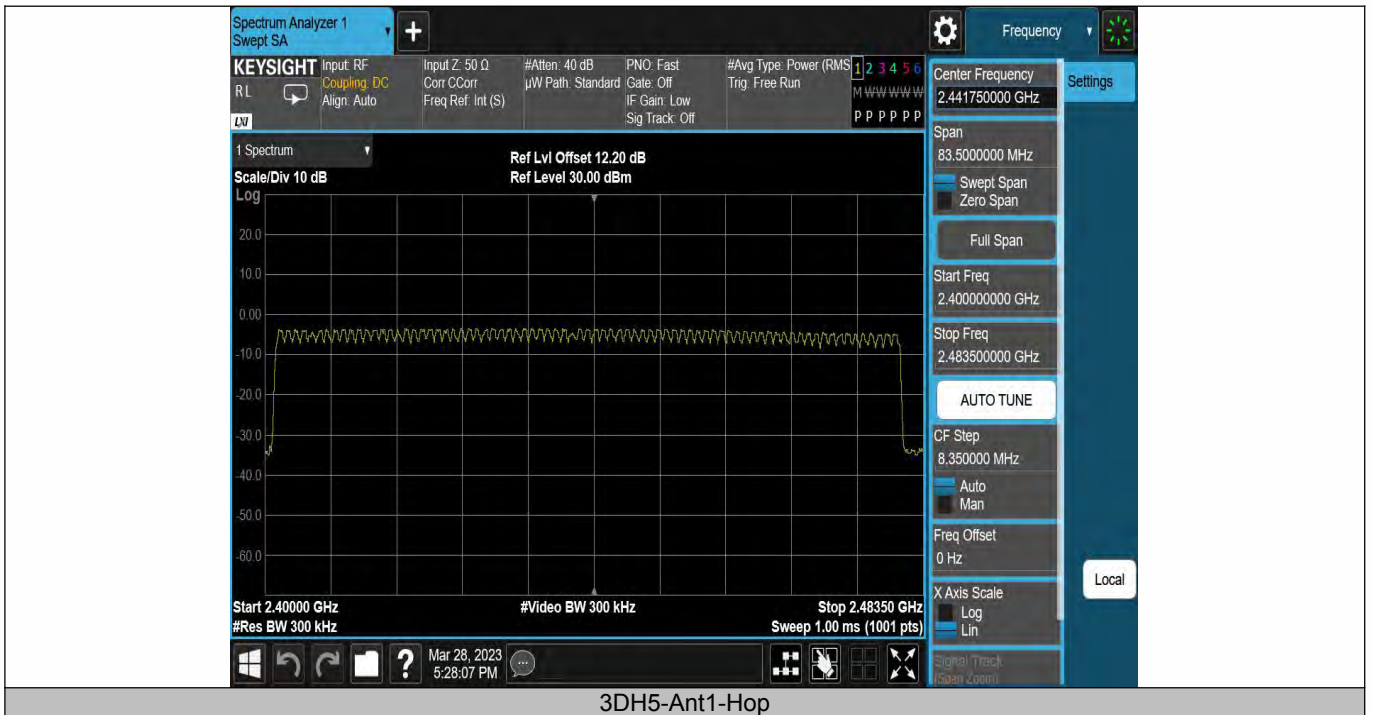 Spectrum Analyzer 1
Swept SA
+
Frequency
KEYSIGHT
RL
LXI
Input: RF
Coupling: DC
Align: Auto
Input Z: 50 Ω
Corr CCorr
Freq Ref: Int (S)
#Atten: 40 dB
µW Path: Standard
PNO: Fast
Gate: Off
IF Gain: Low
Sig Track: Off
#Avg Type: Power (RMS
Trig: Free Run
1 2 3 4 5 6
M W W W W W
P P P P P P
1 Spectrum
Scale/Div 10 dB
Ref Lvl Offset 12.20 dB
Ref Level 30.00 dBm
Log
20.0
10.0
0.00
-10.0
-20.0
-30.0
-40.0
-50.0
-60.0
Start 2.40000 GHz
#Video BW 300 kHz
Stop 2.48350 GHz
#Res BW 300 kHz
Sweep 1.00 ms (1001 pts)
Center Frequency
2.441750000 GHz
Settings
Span
83.5000000 MHz
Swept Span
Zero Span
Full Span
Start Freq
2.400000000 GHz
Stop Freq
2.483500000 GHz
AUTO TUNE
CF Step
8.350000 MHz
Auto
Man
Freq Offset
0 Hz
X Axis Scale
Log
Lin
Signal Track
(Span Zoom)
Local
?
Mar 28, 2023
5:28:07 PM
3DH5-Ant1-Hop